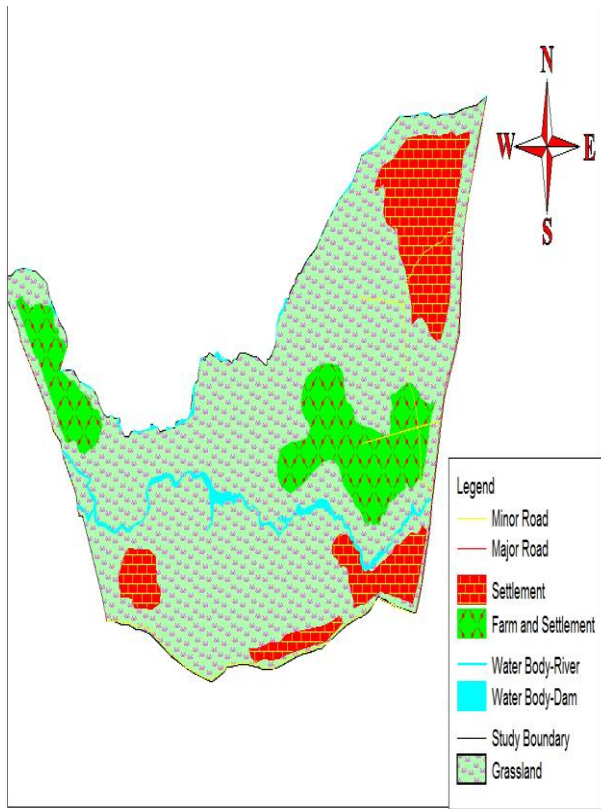 N
W E
S
Legend
Minor Road
Major Road
Settlement
Farm and Settlement
Water Body-River
Water Body-Dam
Study Boundary
Grassland